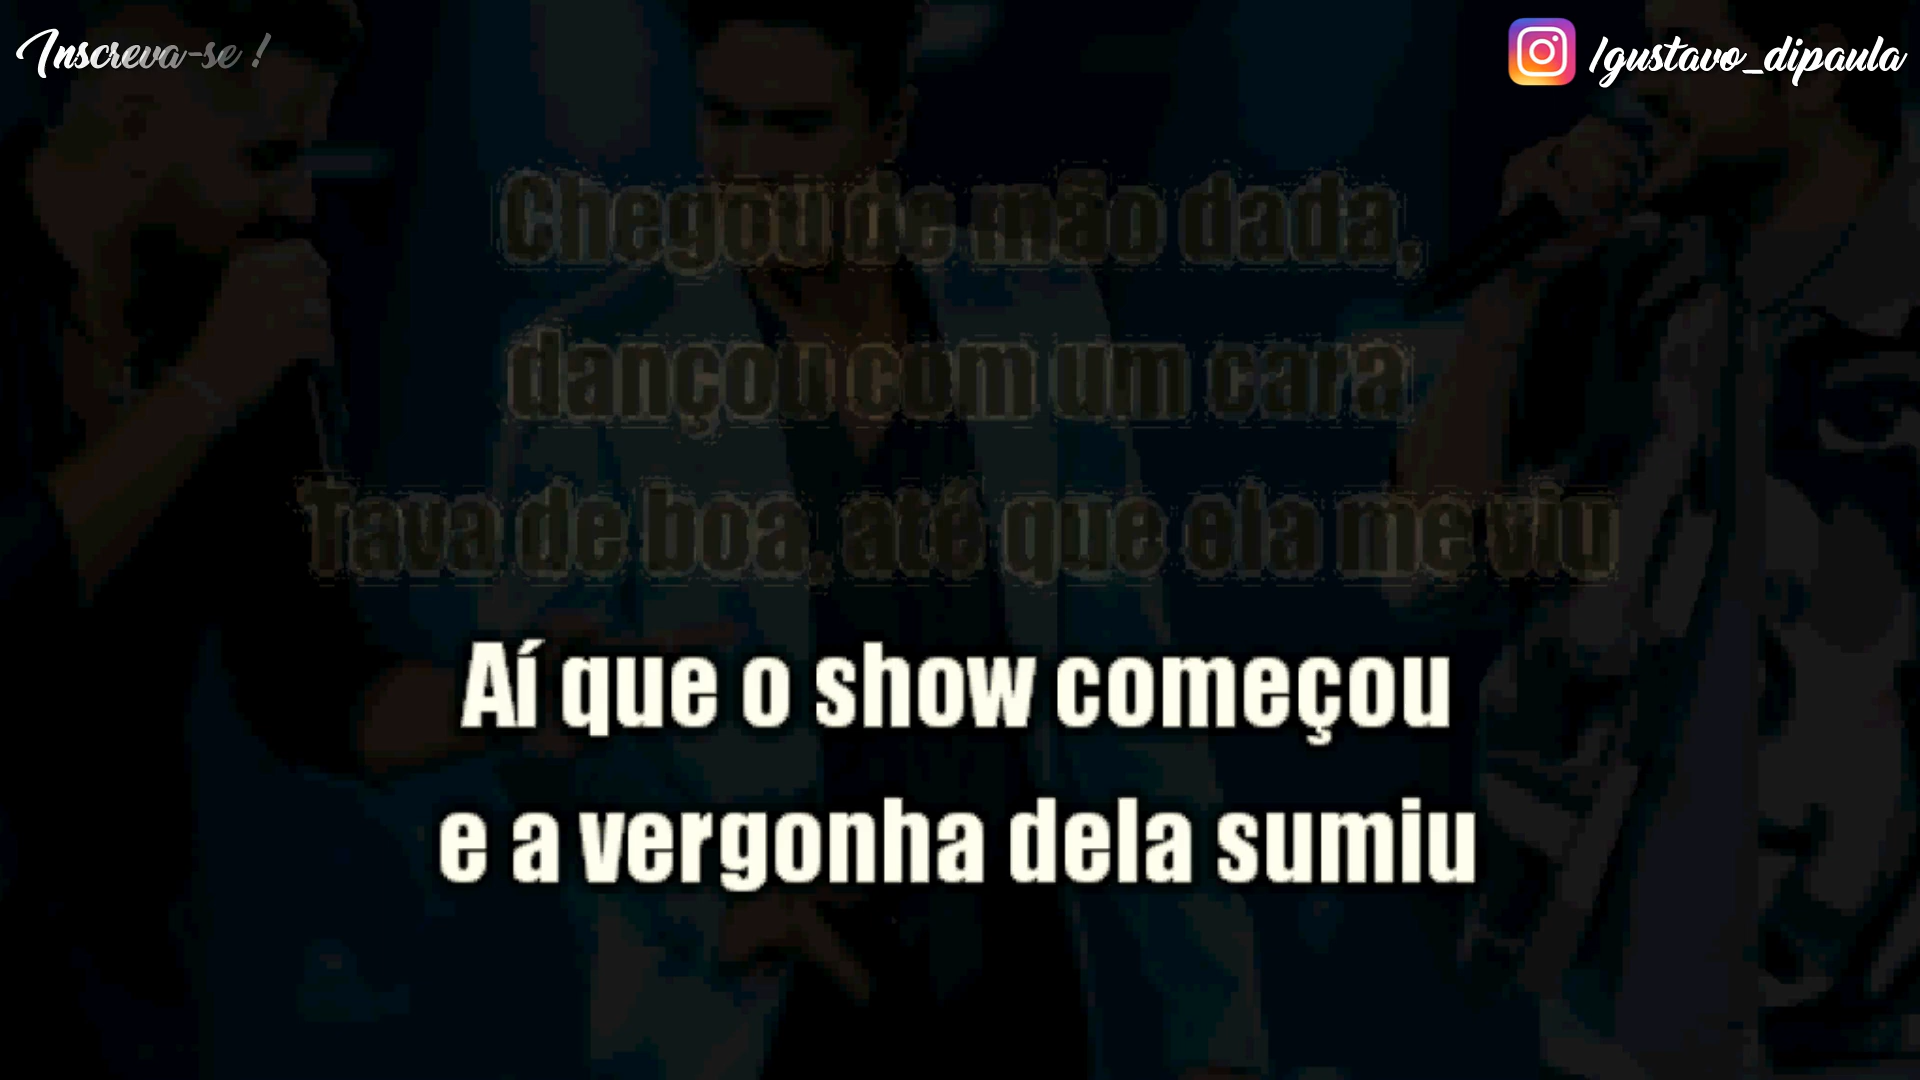 Inscreva-se !
/gustavo_dipaula
Chegou de mão dada,
dançou com um cara
Tava de boa, até que ela me viu
Aí que o show começou
e a vergonha dela sumiu